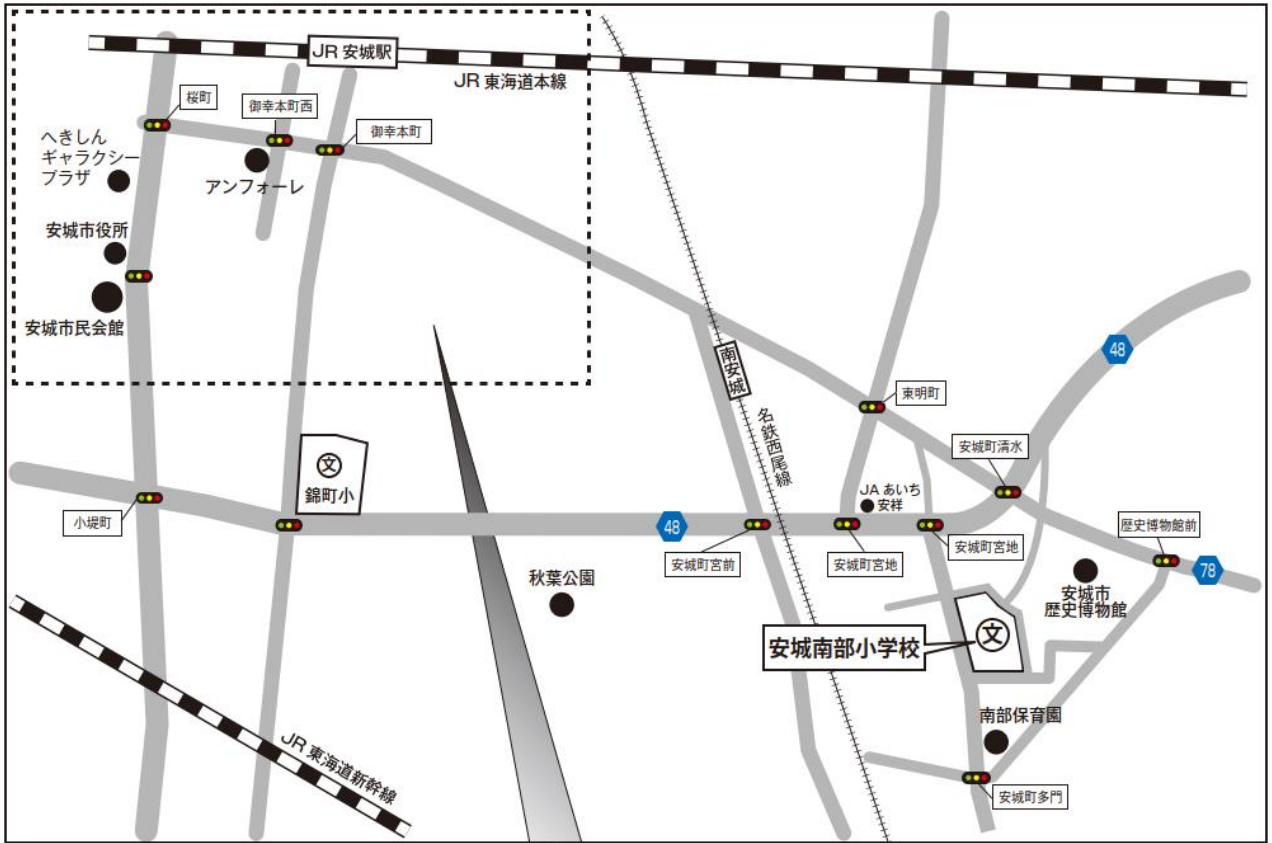 JR 安城駅
JR 東海道本線
桜町
御幸本町西
御幸本町
へきしん
ギャラクシー
プラザ
アンフォーレ
安城市役所
安城市民会館
南安城
名鉄西尾線
48
東明町
安城町清水
文
錦町小
JA あいち
安祥
小堤町
48
安城町宮前
安城町宮地
安城町宮地
歴史博物館前
78
秋葉公園
安城市
歴史博物館
安城南部小学校
文
南部保育園
JR 東海道新幹線
安城町多門